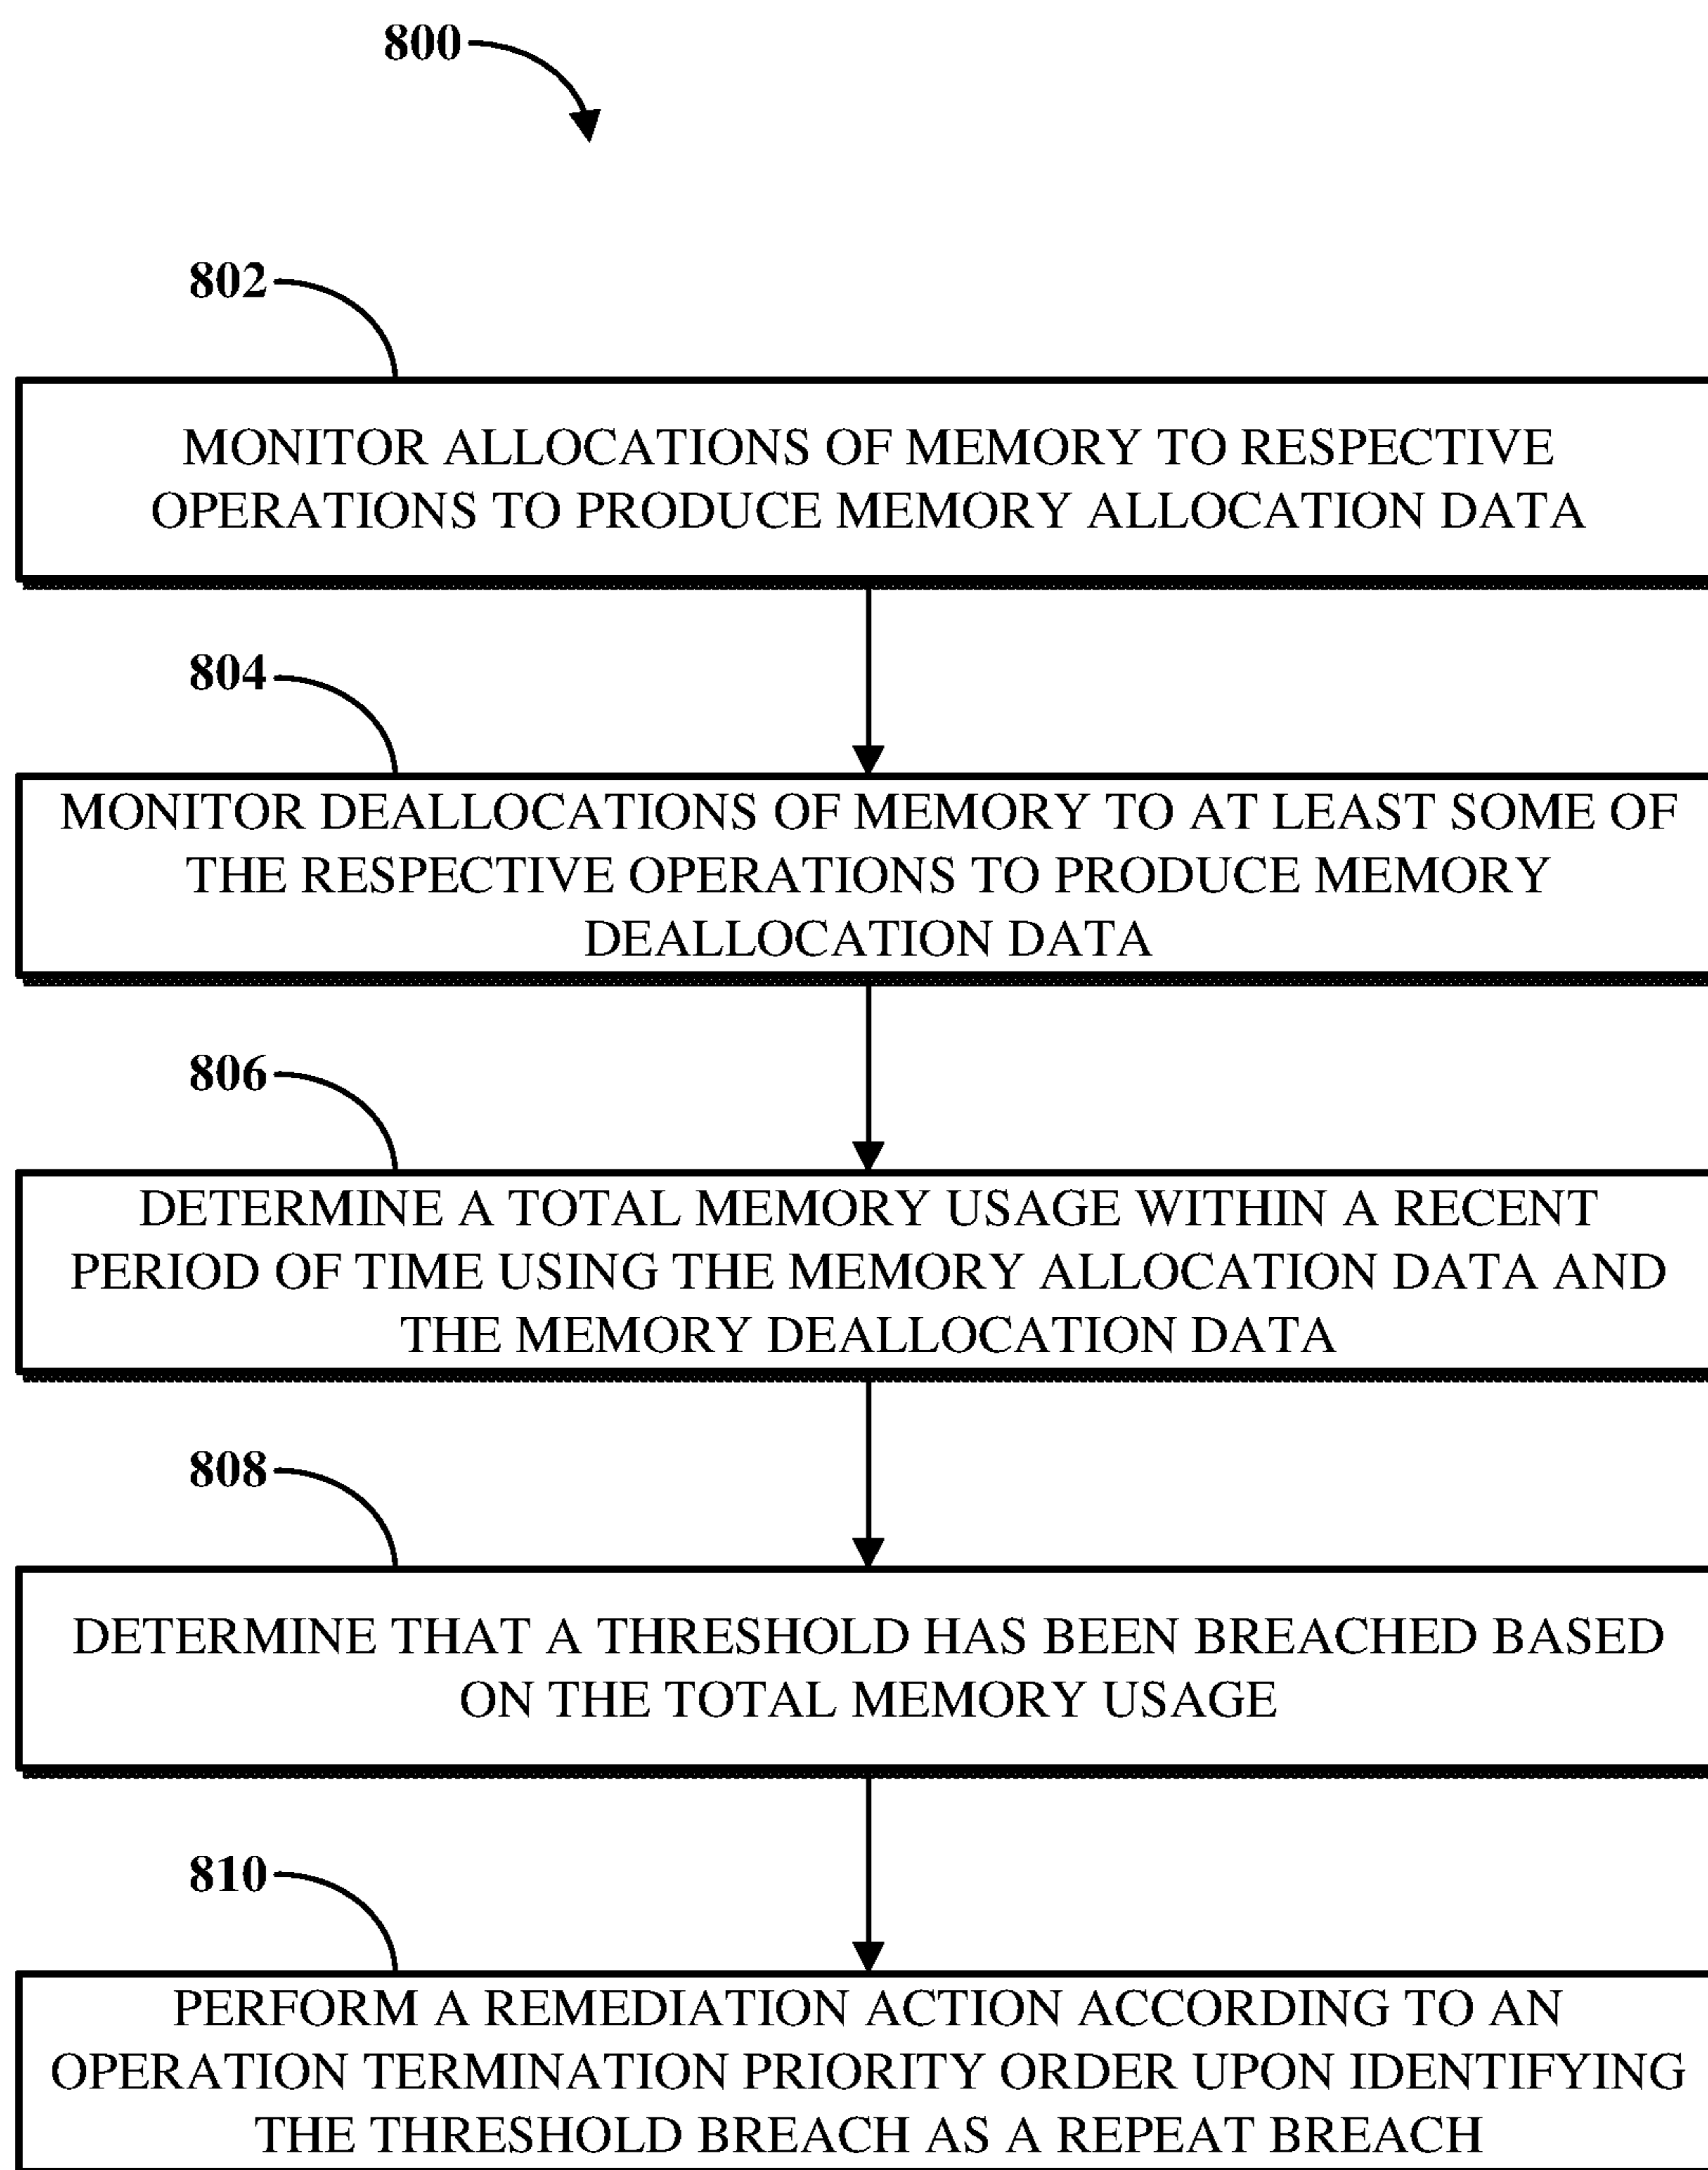 800
802
MONITOR ALLOCATIONS OF MEMORY TO RESPECTIVE
OPERATIONS TO PRODUCE MEMORY ALLOCATION DATA
804
MONITOR DEALLOCATIONS OF MEMORY TO AT LEAST SOME OF
THE RESPECTIVE OPERATIONS TO PRODUCE MEMORY
DEALLOCATION DATA
806
DETERMINE A TOTAL MEMORY USAGE WITHIN A RECENT
PERIOD OF TIME USING THE MEMORY ALLOCATION DATA AND
THE MEMORY DEALLOCATION DATA
808
DETERMINE THAT A THRESHOLD HAS BEEN BREACHED BASED
ON THE TOTAL MEMORY USAGE
810
PERFORM A REMEDIATION ACTION ACCORDING TO AN
OPERATION TERMINATION PRIORITY ORDER UPON IDENTIFYING
THE THRESHOLD BREACH AS A REPEAT BREACH